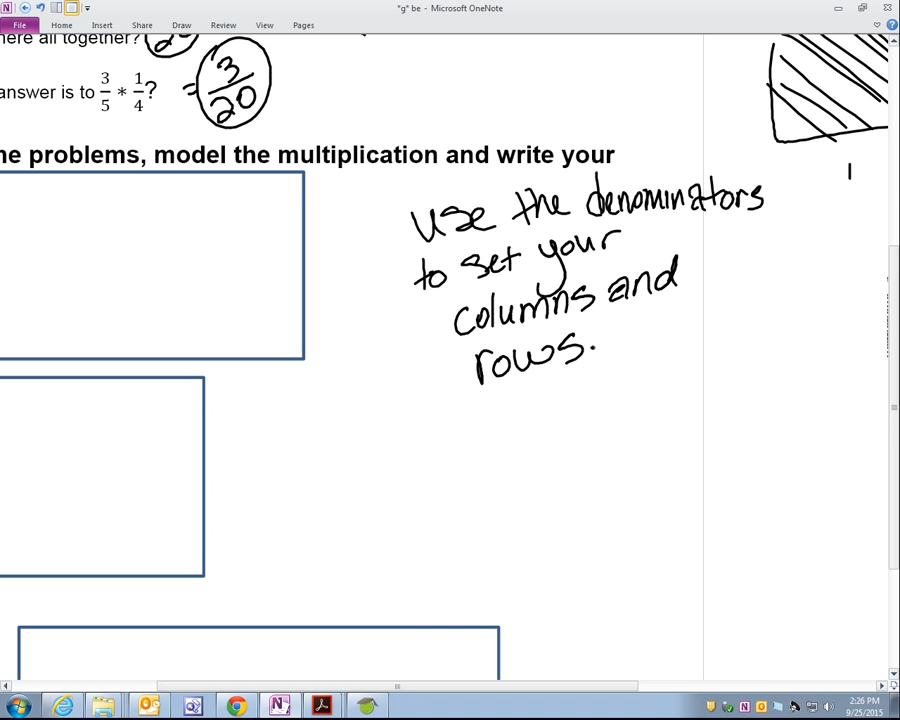 *g* be - Microsoft OneNote
File Home Insert Share Draw Review View Pages
here all together?
answer is to 3/5 * 1/4? = 3/20
ne problems, model the multiplication and write your
use the denominators
to set your
columns and
rows.
1
2:26 PM
9/25/2015